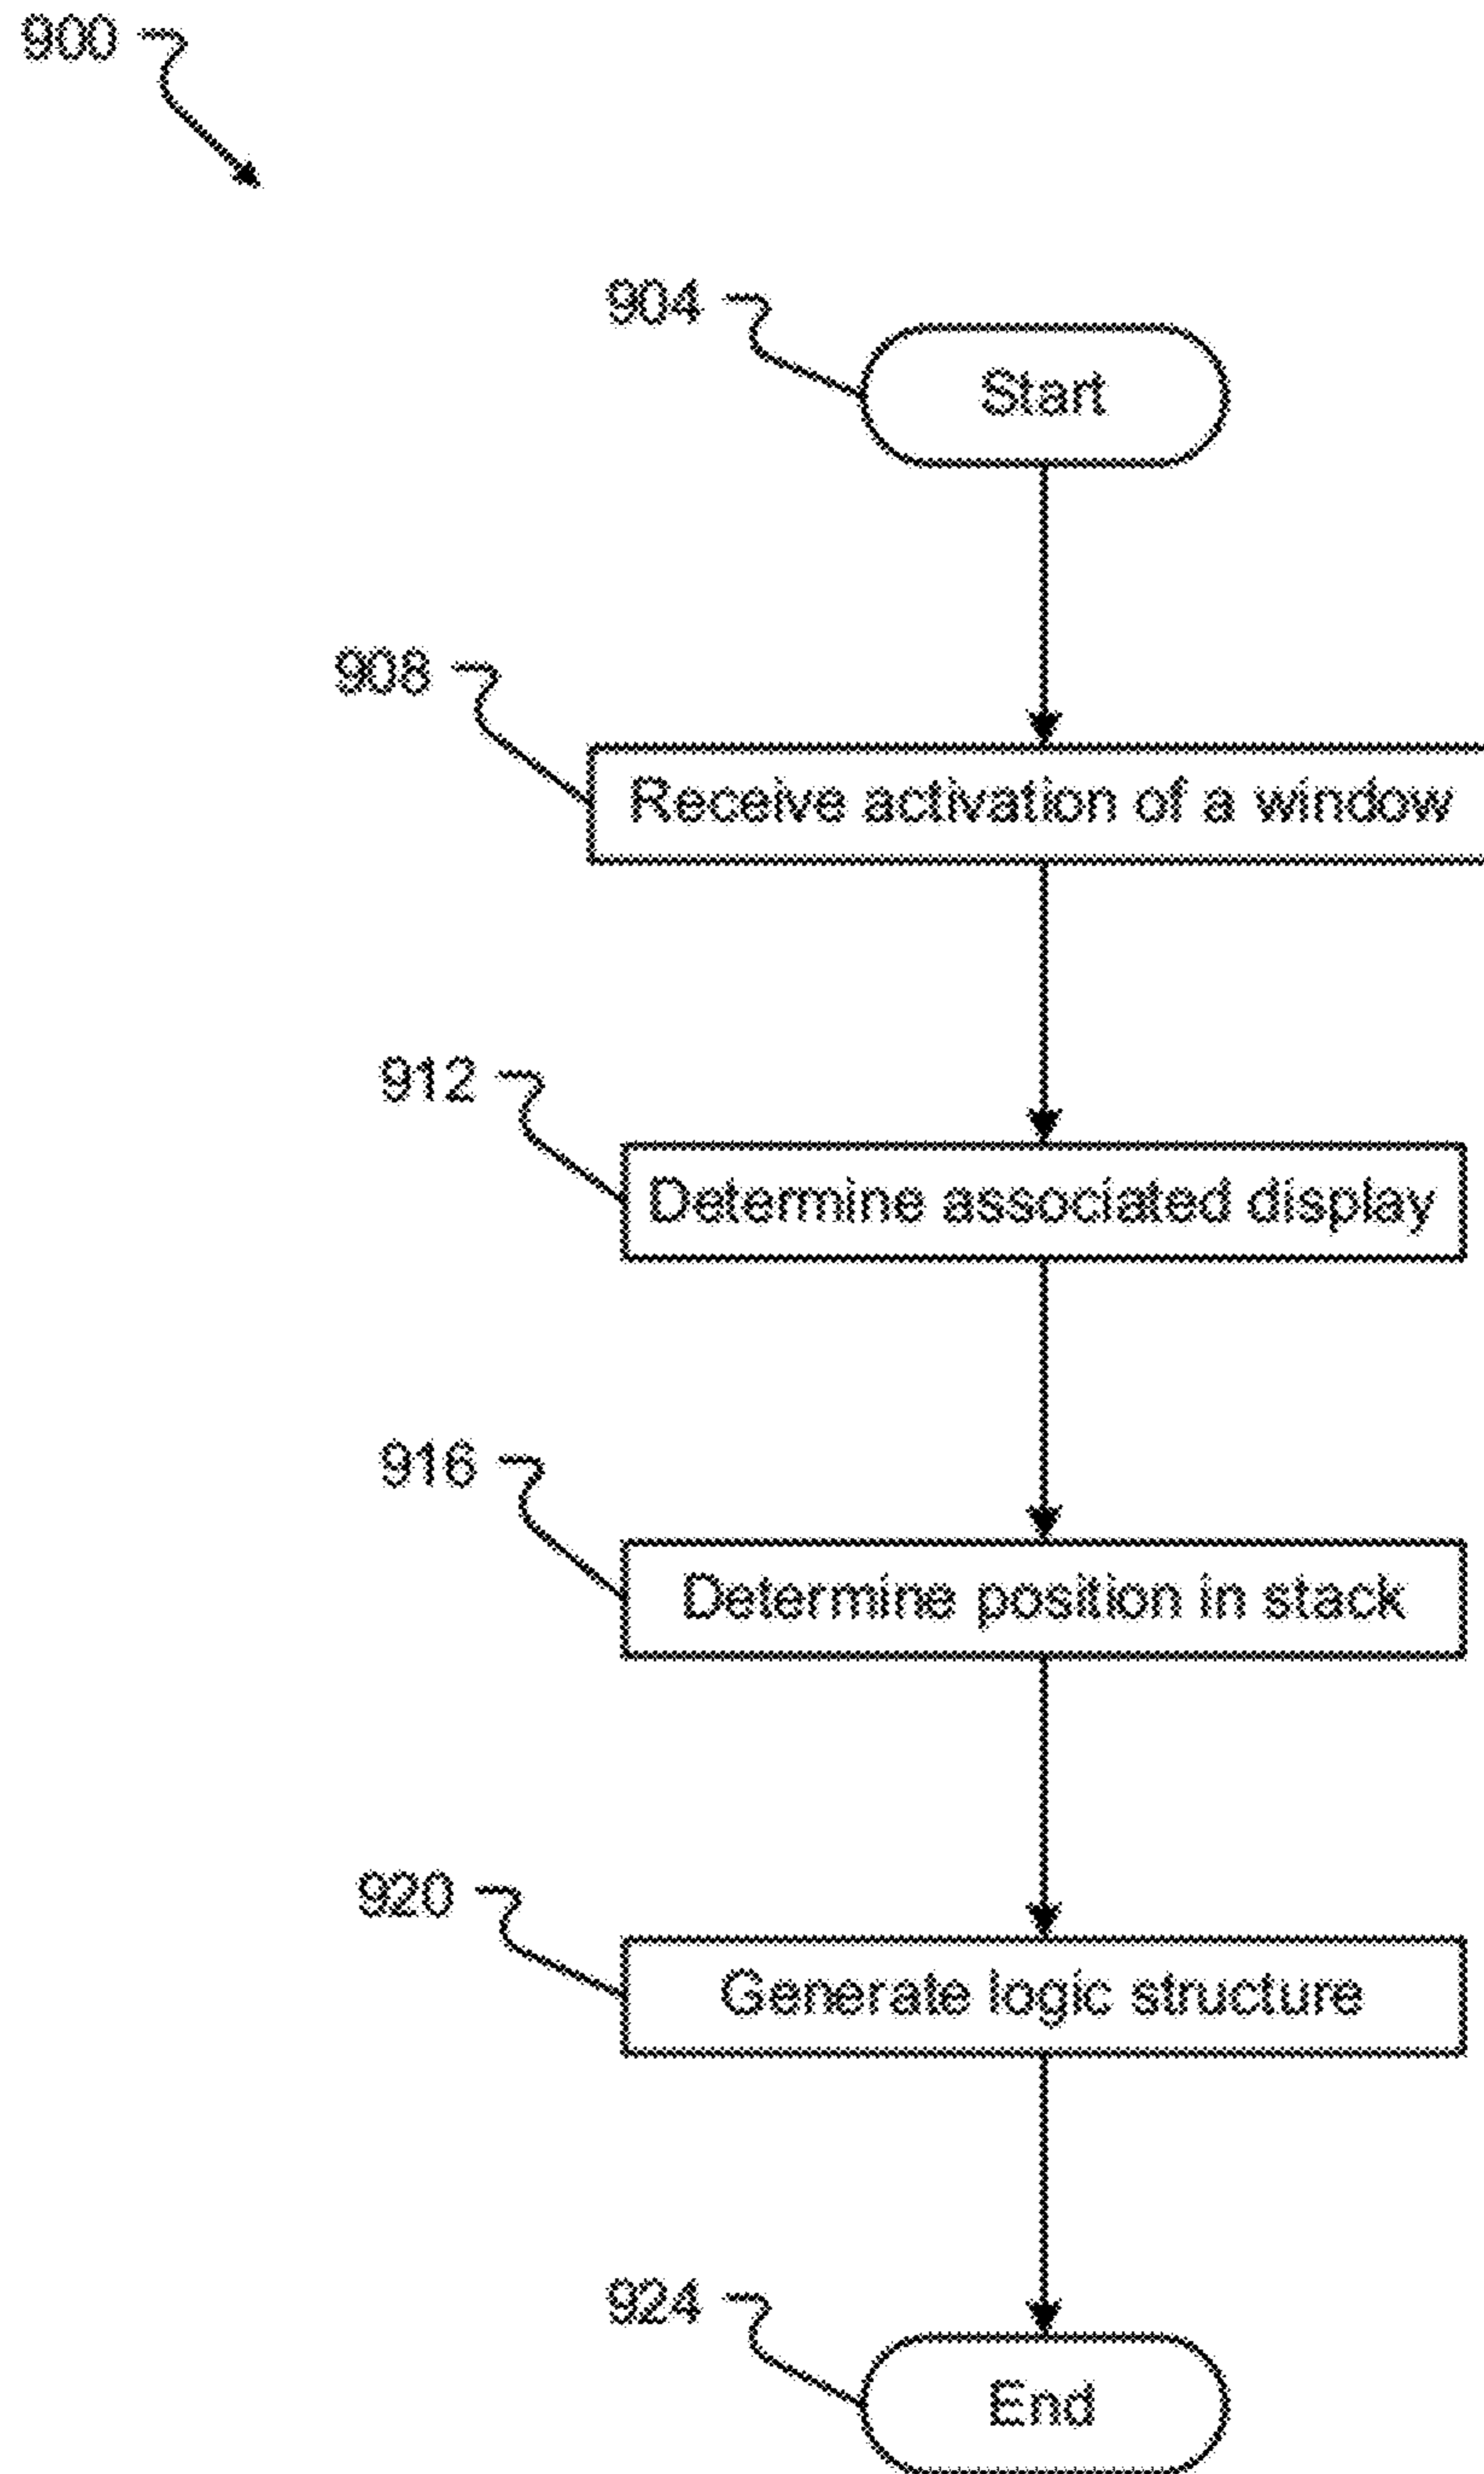 900
904
Start
908
Receive activation of a window
912
Determine associated display
916
Determine position in stack
920
Generate logic structure
924
End